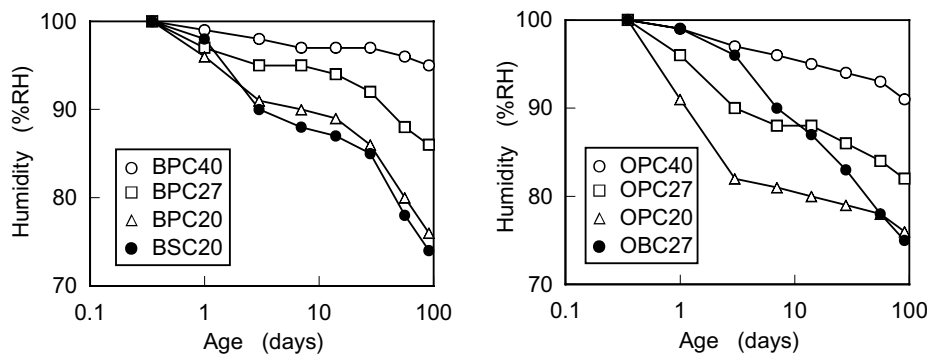 100
90
80
70
Humidity (%RH)
BPC40
BPC27
BPC20
BSC20
0.1 1 10 100
Age (days)
100
90
80
70
Humidity (%RH)
OPC40
OPC27
OPC20
OBC27
0.1 1 10 100
Age (days)